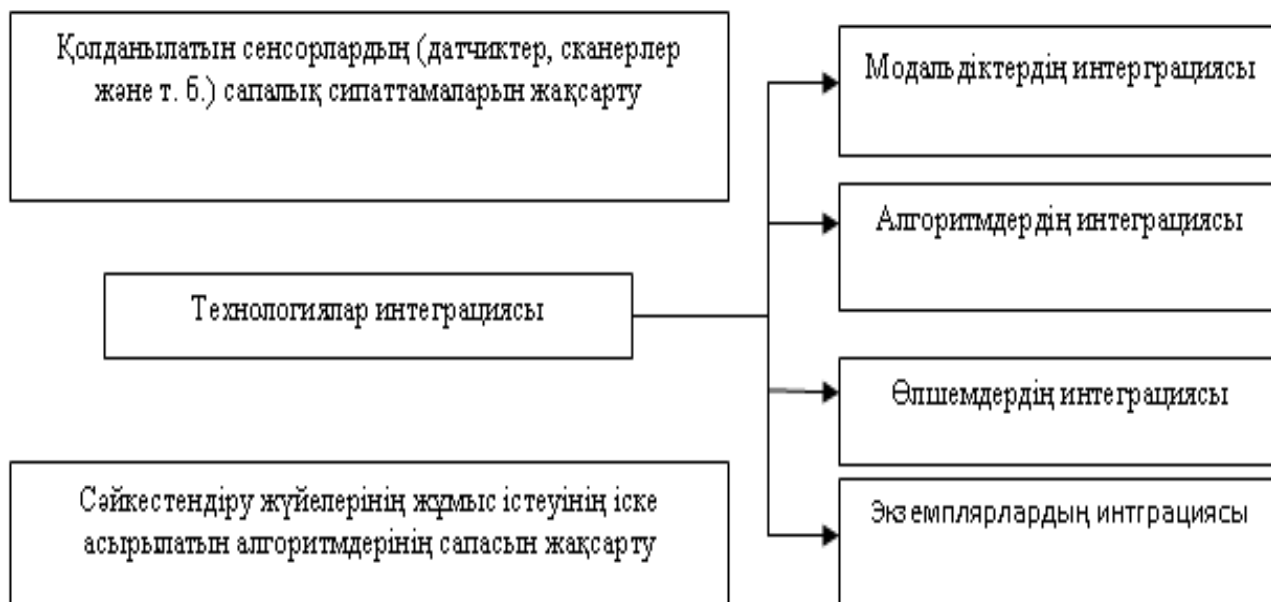 Қолданылатын сенсорлардың (датчиктер, сканерлер
және т. б.) сапалық сипаттамаларын жақсарту
Технологиялар интеграциясы
Сәйкестендіру жүйелерінің жұмыс істеуінің іске
асырылатын алгоритмдерінің сапасын жақсарту
Модальдіктердің интерграциясы
Алгоритмдердің интеграциясы
Өлшемдердің интеграциясы
Экземплярлардың интграциясы